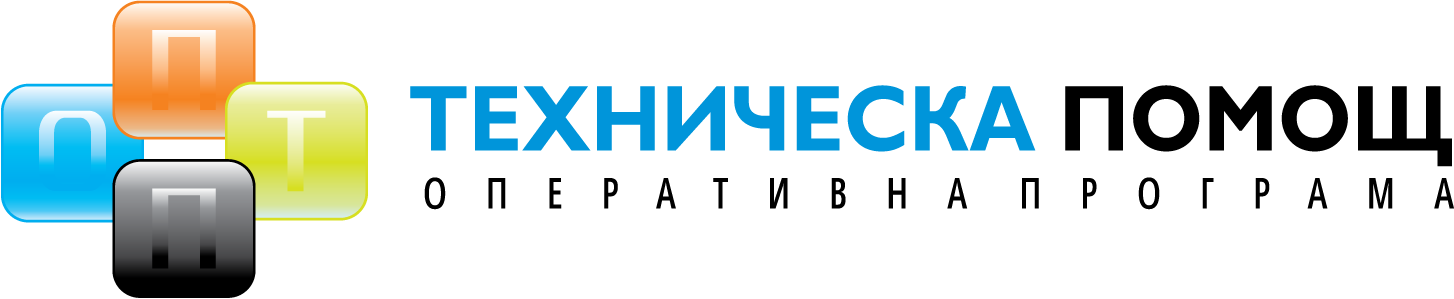 П
О Т
П
ТЕХНИЧЕСКА ПОМОЩ
ОПЕРАТИВНА ПРОГРАМА